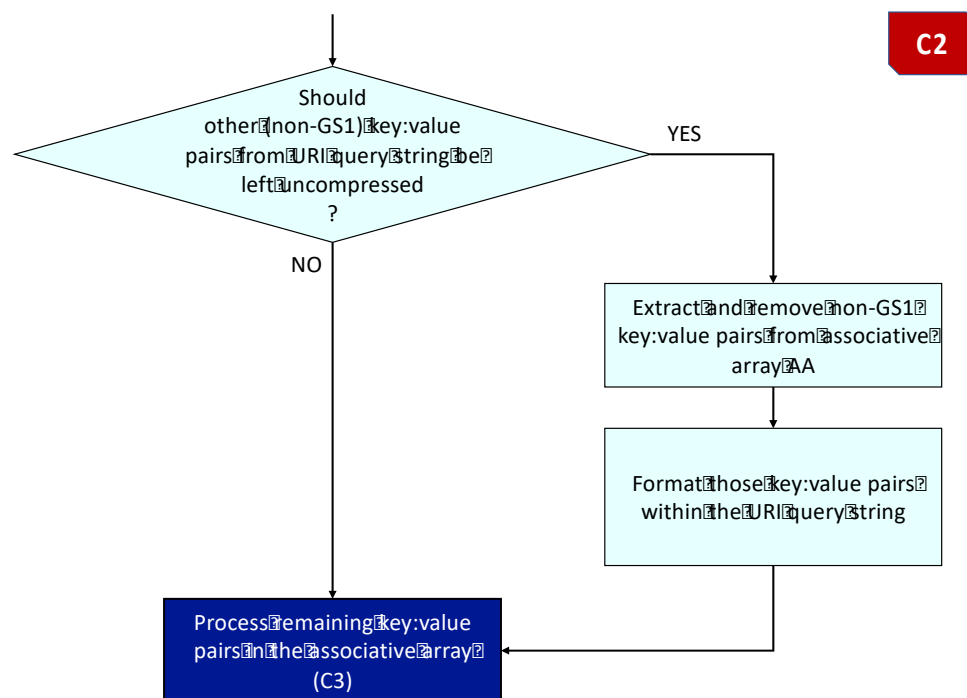 C2
Should
other (non-GS1) key:value
pairs from URI query string be
left uncompressed
?
YES
NO
Extract and remove non-GS1
key:value pairs from associative
array AA
Format those key:value pairs
within the URI query string
Process remaining key:value
pairs in the associative array
(C3)